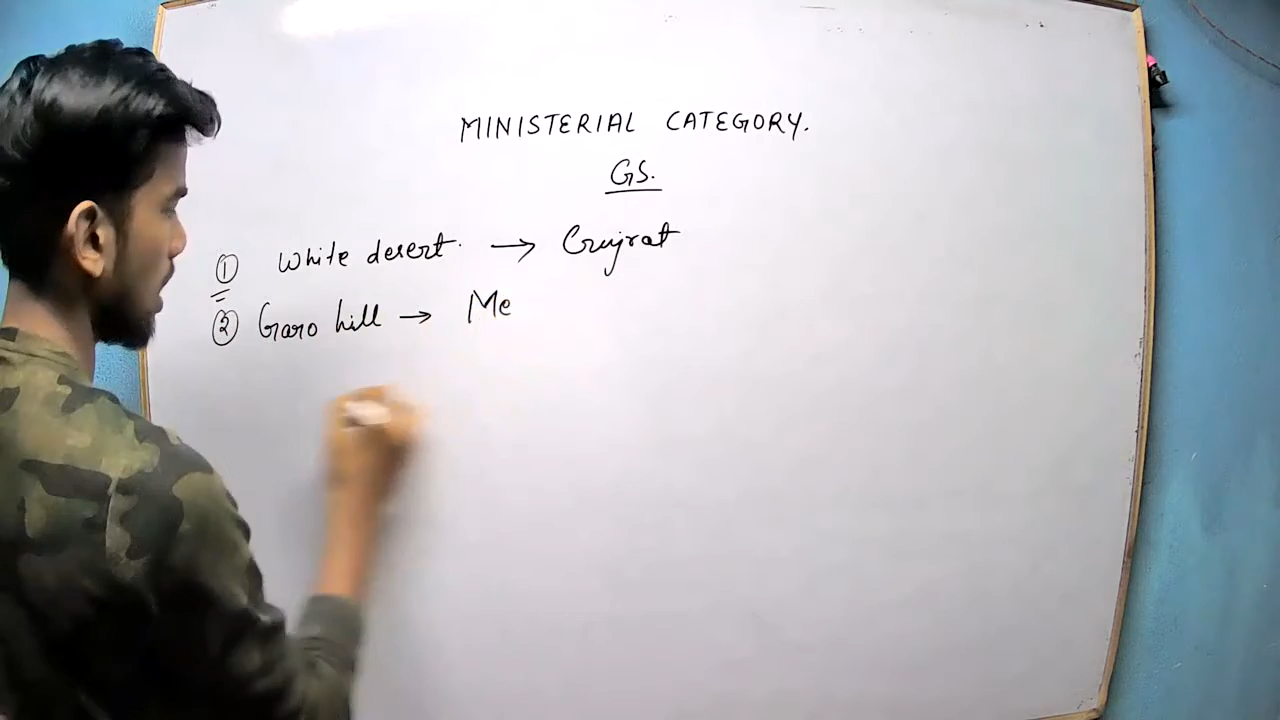 MINISTERIAL CATEGORY.
GS.
① White desert. → Gujrat
② Garo hill → Me